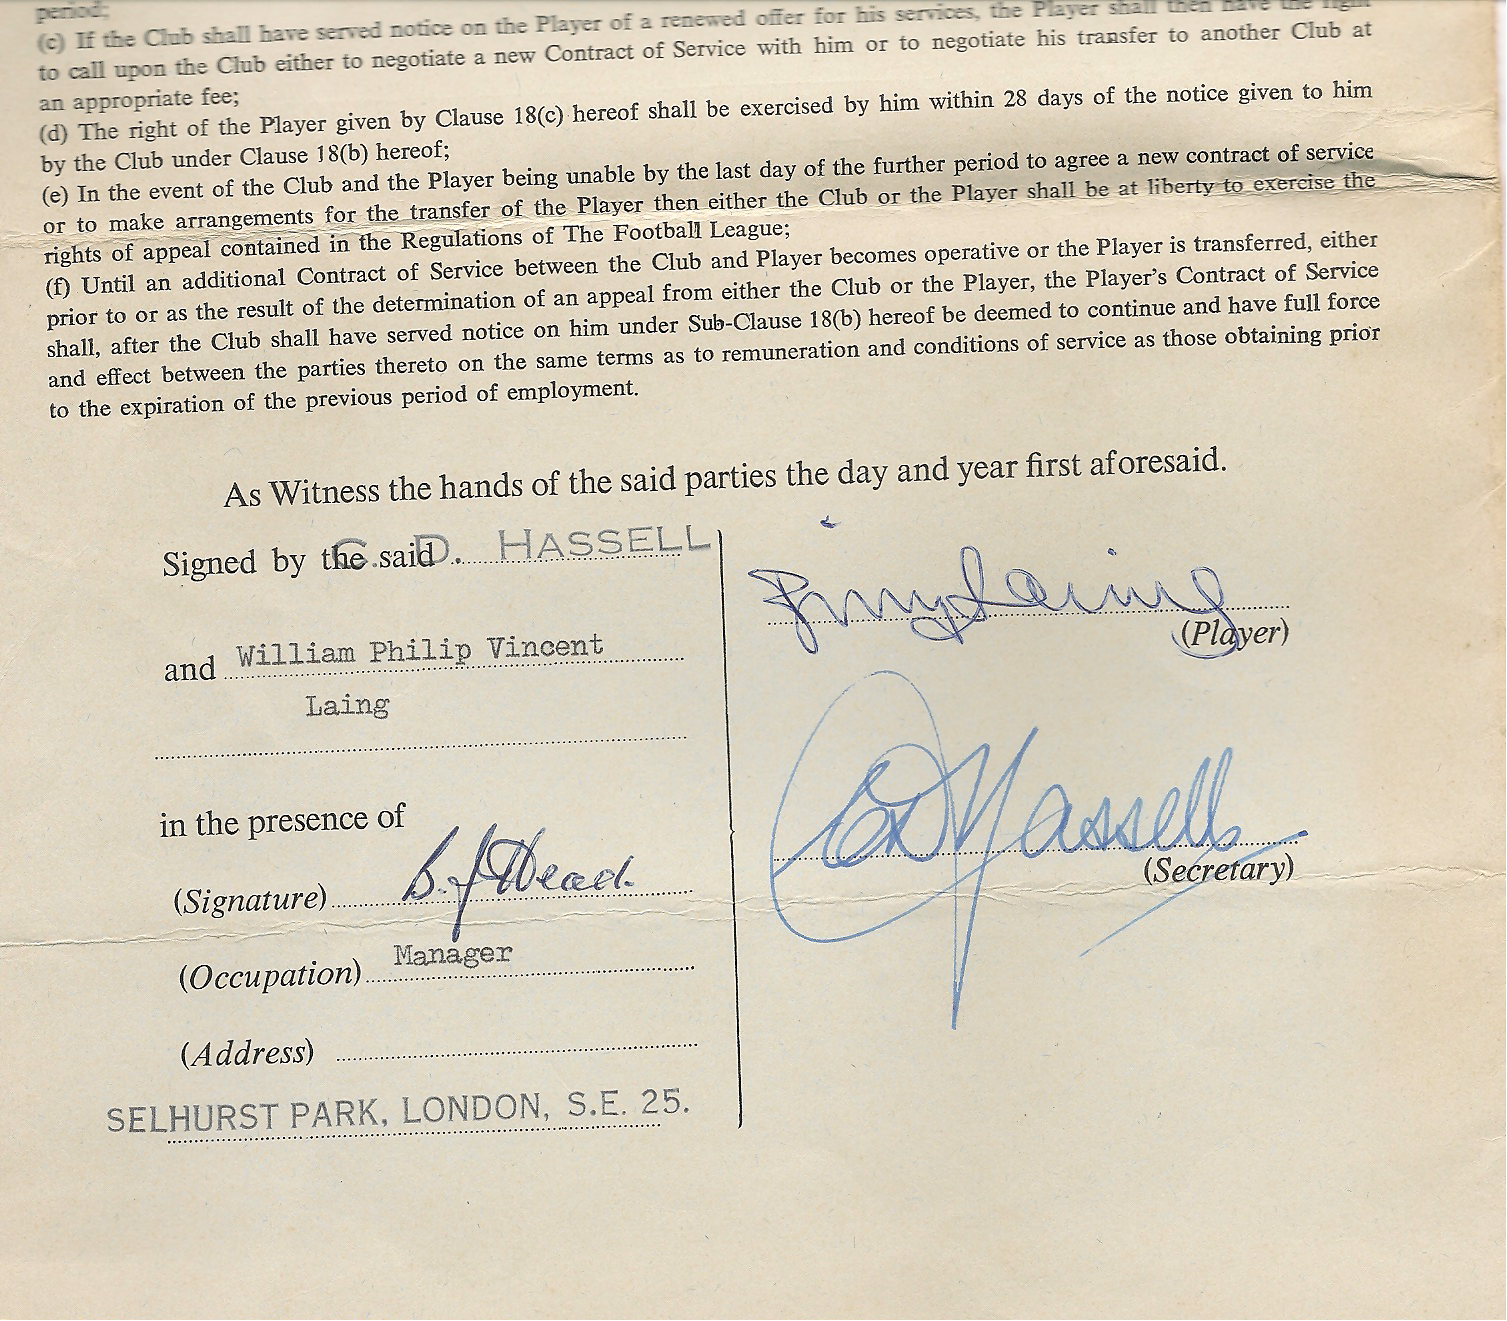 period;
(c) If the Club shall have served notice on the Player of a renewed offer for his services, the Player shall then have the right
to call upon the Club either to negotiate a new Contract of Service with him or to negotiate his transfer to another Club at
an appropriate fee;
(d) The right of the Player given by Clause 18(c) hereof shall be exercised by him within 28 days of the notice given to him
by the Club under Clause 18(b) hereof;
(e) In the event of the Club and the Player being unable by the last day of the further period to agree a new contract of service
or to make arrangements for the transfer of the Player then either the Club or the Player shall be at liberty to exercise the
rights of appeal contained in the Regulations of The Football League;
(f) Until an additional Contract of Service between the Club and Player becomes operative or the Player is transferred, either
prior to or as the result of the determination of an appeal from either the Club or the Player, the Player's Contract of Service
shall, after the Club shall have served notice on him under Sub-Clause 18(b) hereof be deemed to continue and have full force
and effect between the parties thereto on the same terms as to remuneration and conditions of service as those obtaining prior
to the expiration of the previous period of employment.
As Witness the hands of the said parties the day and year first aforesaid.
Signed by the said C. D. HASSELL
and William Philip Vincent
Laing
in the presence of
(Signature) B. J. Head.
(Occupation) Manager
(Address)
SELHURST PARK, LONDON, S.E. 25.
Laing
(Player)
CD Hassell
(Secretary)